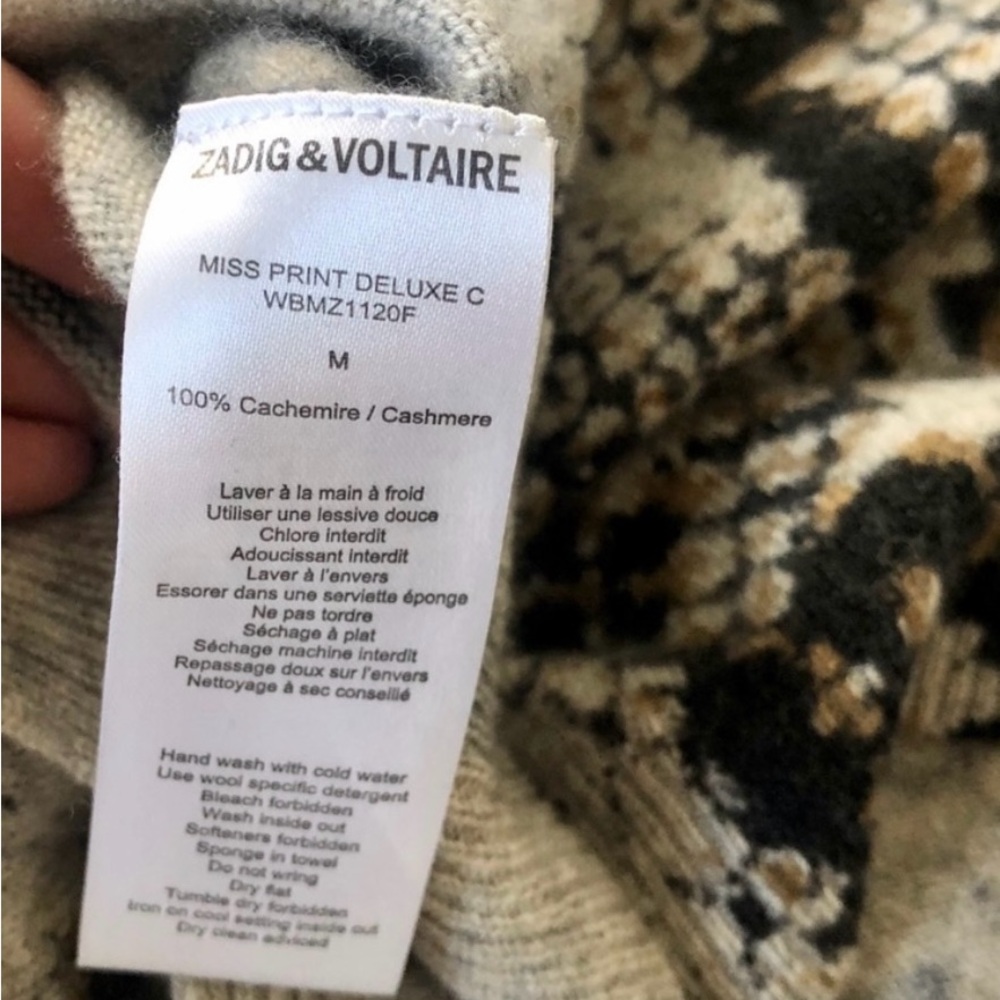 ZADIG&VOLTAIRE
MISS PRINT DELUXE C
WBMZ1120F
M
100% Cachemire / Cashmere
Laver à la main à froid
Utiliser une lessive douce
Chlore interdit
Adoucissant interdit
Laver à l'envers
Essorer dans une serviette éponge
Ne pas tordre
Séchage à plat
Séchage machine interdit
Repassage doux sur l'envers
Nettoyage à sec conseillé
Hand wash with cold water
Use wool specific detergent
Bleach forbidden
Wash inside out
Softeners forbidden
Sponge in towel
Do not wring
Dry flat
Tumble dry forbidden
Iron on cool setting inside out
Dry clean adviced